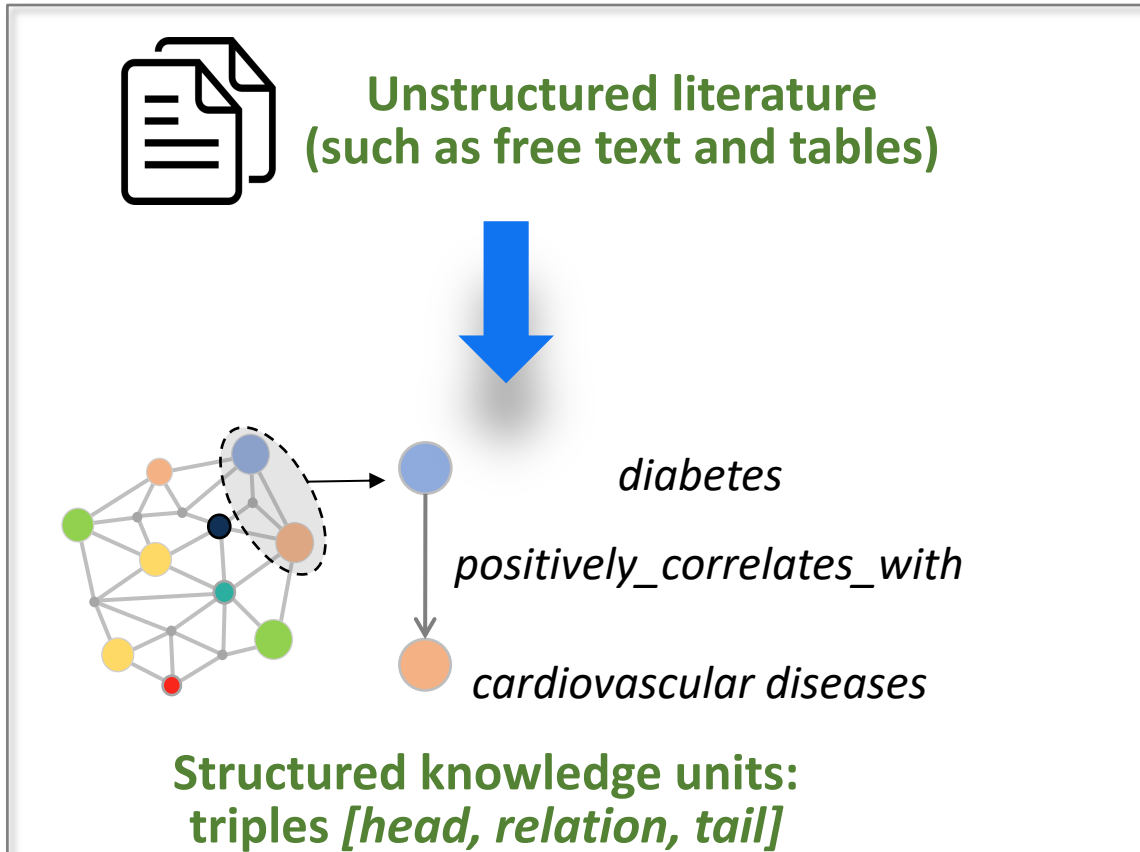 Unstructured literature
(such as free text and tables)
diabetes
positively_correlates_with
cardiovascular diseases
Structured knowledge units:
triples [head, relation, tail]